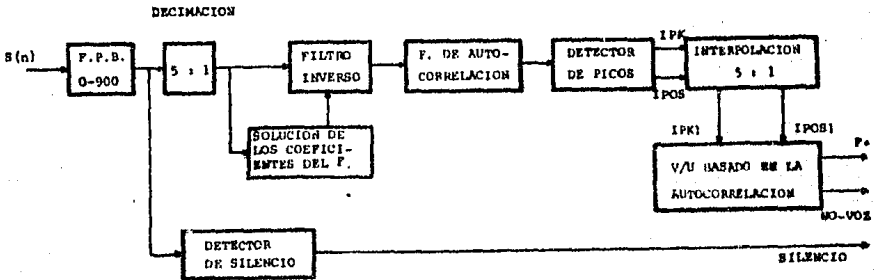 DECIMACION
S(n)
F.P.B.
0-900
5 : 1
FILTRO
INVERSO
F. DE AUTO-
CORRELACION
DETECTOR
DE PICOS
IPK
IPOS
INTERPOLACION
5 : 1
SOLUCION DE
LOS COEFICI-
ENTES DEL F.
IPK1
IPOS1
V/U BASADO EN LA
AUTOCORRELACION
NO-VOZ
DETECTOR
DE SILENCIO
SILENCIO